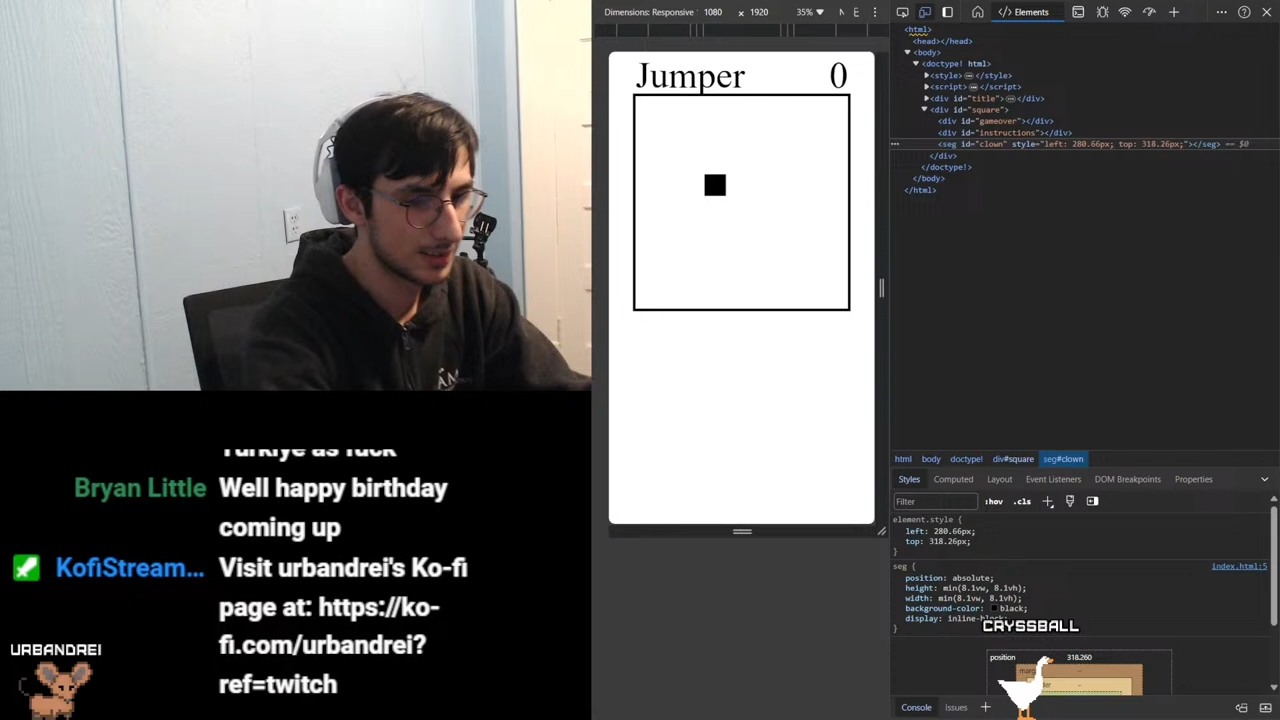 Dimensions: Responsive 1080 × 1920 35% ▼ N E
Elements
Jumper 0
<html>
<head></head>
▼ <body>
▼ <doctype! html>
▶ <style> … </style>
▶ <script> … </script>
▶ <div id="title"> … </div>
▼ <div id="square">
<div id="gameover"></div>
<div id="instructions"></div>
<seg id="clown" style="left: 280.66px; top: 318.26px;"></seg> == $0
</div>
</doctype!>
</body>
</html>
html body doctype! div#square seg#clown
Styles Computed Layout Event Listeners DOM Breakpoints Properties
Filter :hov .cls
element.style {
left: 280.66px;
top: 318.26px;
}
seg { index.html:5
position: absolute;
height: min(8.1vw, 8.1vh);
width: min(8.1vw, 8.1vh);
background-color: black;
display: inline-block;
}
position 318.260
Console Issues
Türkiye as fuck
Bryan Little Well happy birthday
coming up
KofiStream... Visit urbandrei's Ko-fi
page at: https://ko-
fi.com/urbandrei?
ref=twitch
URBANDREI
CRYSSBALL